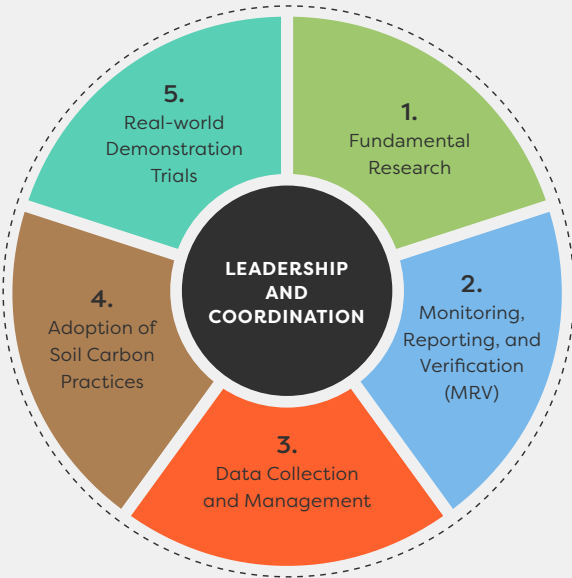 1.
Fundamental
Research
2.
Monitoring,
Reporting, and
Verification
(MRV)
3.
Data Collection
and Management
4.
Adoption of
Soil Carbon
Practices
5.
Real-world
Demonstration
Trials
LEADERSHIP
AND
COORDINATION